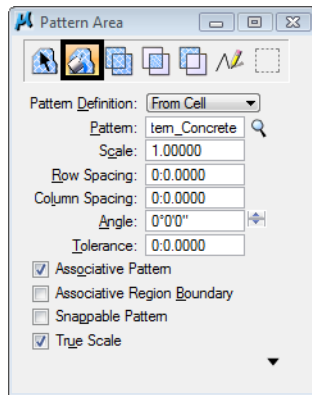 Pattern Area
Pattern Definition: From Cell
Pattern: tern_Concrete
Scale: 1.00000
Row Spacing: 0:0.0000
Column Spacing: 0:0.0000
Angle: 0°0'0"
Tolerance: 0:0.0000
Associative Pattern
Associative Region Boundary
Snappable Pattern
True Scale